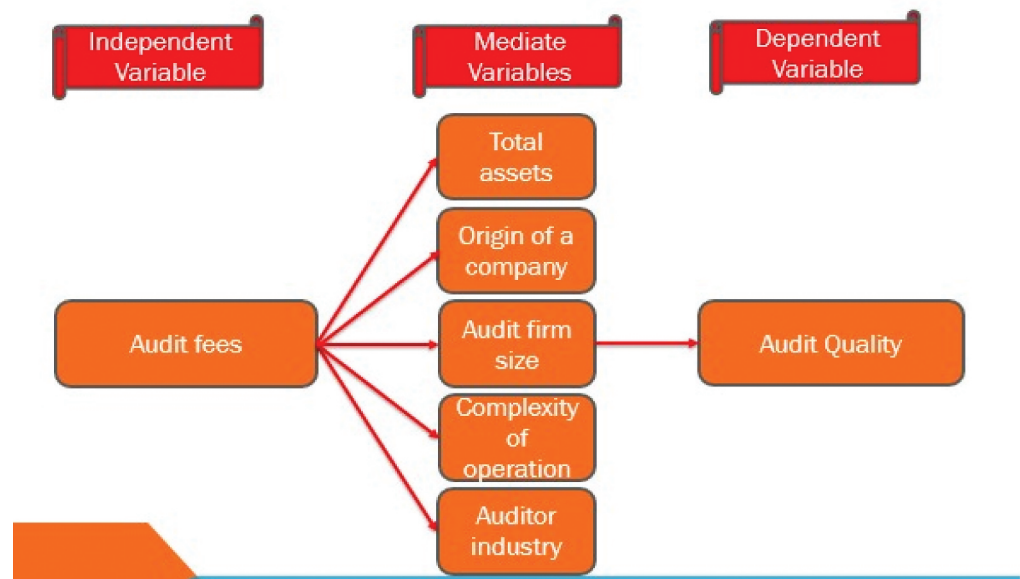 Independent
Variable
Mediate
Variables
Dependent
Variable
Total
assets
Origin of a
company
Audit fees
Audit firm
size
Audit Quality
Complexity
of
operation
Auditor
industry